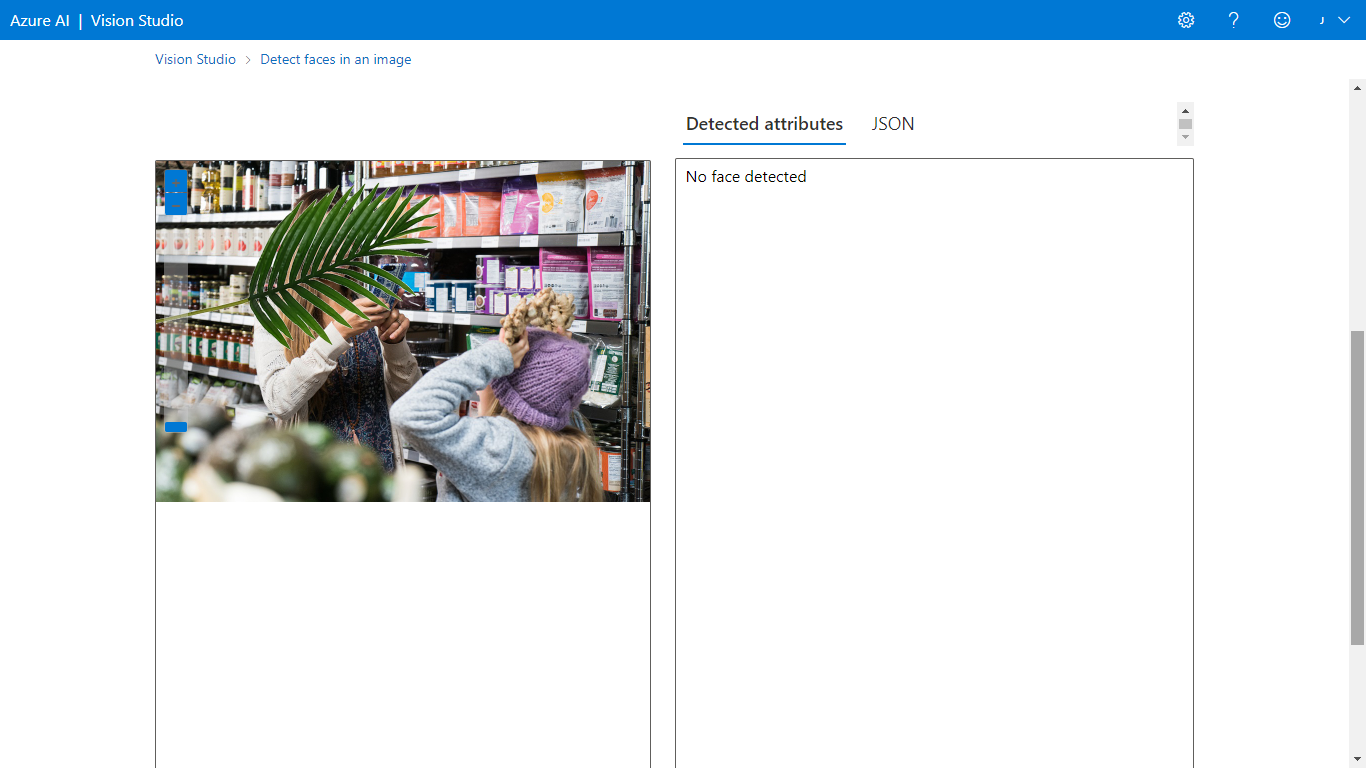 Azure AI | Vision Studio
J
Vision Studio > Detect faces in an image
Detected attributes JSON
No face detected